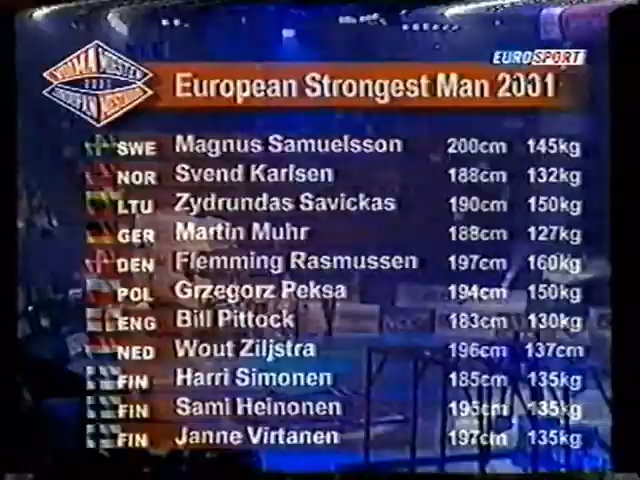 EUROSPORT
VOIMAMIESTEN
2001
EUROPEAN
European Strongest Man 2001
SWE Magnus Samuelsson 200cm 145kg
NOR Svend Karlsen 188cm 132kg
LTU Zydrundas Savickas 190cm 150kg
GER Martin Muhr 188cm 127kg
DEN Flemming Rasmussen 197cm 160kg
POL Grzegorz Peksa 194cm 150kg
ENG Bill Pittock 183cm 130kg
NED Wout Ziljstra 196cm 137cm
FIN Harri Simonen 185cm 135kg
FIN Sami Heinonen 195cm 135kg
FIN Janne Virtanen 197cm 135kg